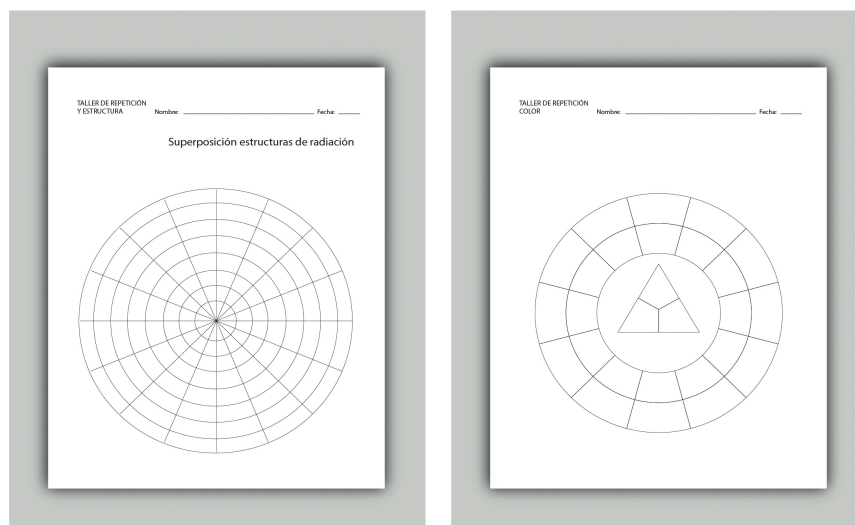 TALLER DE REPETICIÓN
Y ESTRUCTURA Nombre: Fecha:
Superposición estructuras de radiación
TALLER DE REPETICIÓN
COLOR Nombre: Fecha: